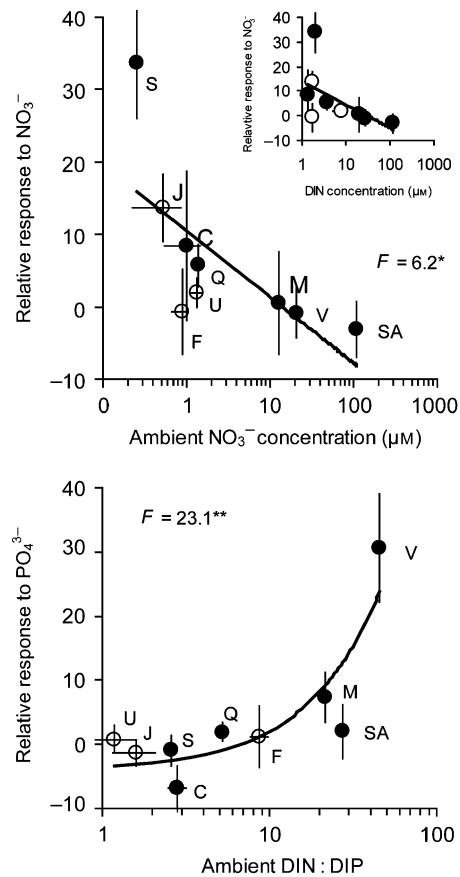 40
30
20
10
0
−10
Relative response to NO₃⁻
S
J
C
Q
U
F
M
V
SA
F = 6.2*
0
1
10
100
1000
Ambient NO₃⁻ concentration (μM)
40
30
20
10
0
−10
Relavtive response to NO₃⁻
0
1
10
100
1000
DIN concentration (μM)
40
30
20
10
0
−10
Relative response to PO₄³⁻
F = 23.1**
U
J
S
C
Q
F
M
SA
V
1
10
100
Ambient DIN : DIP